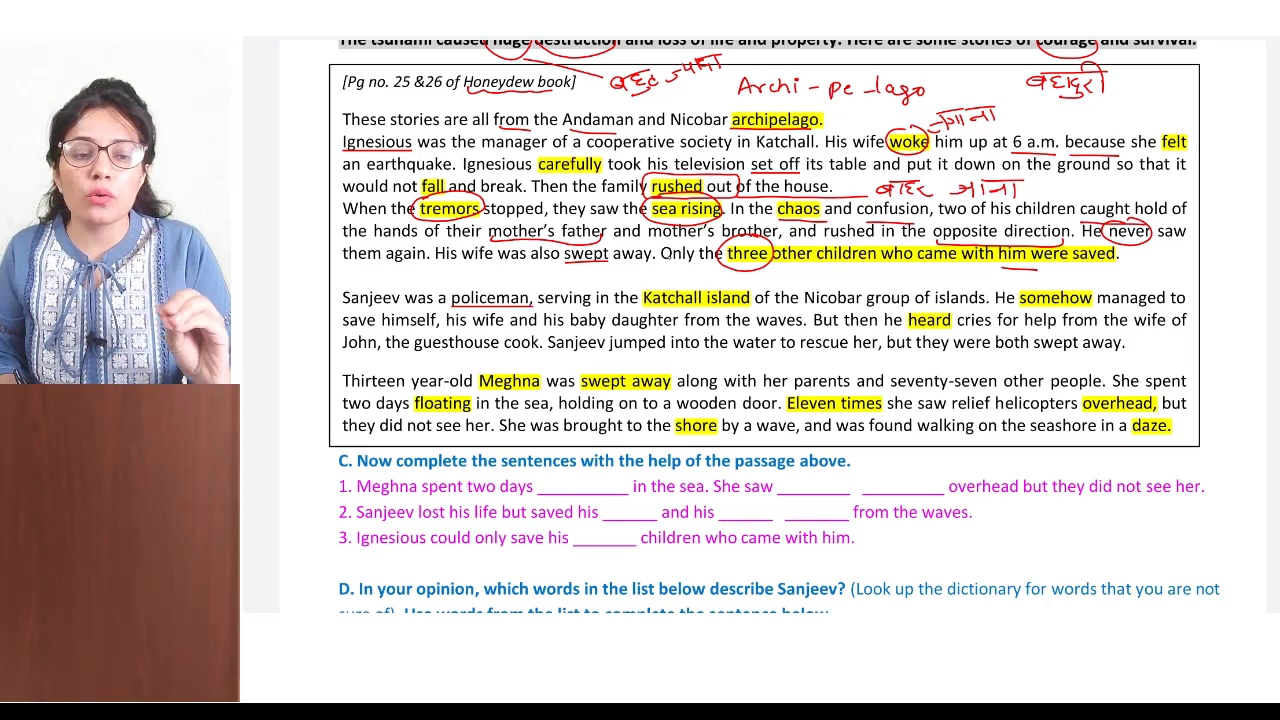 The tsunami caused huge destruction and loss of life and property. Here are some stories of courage and survival.
[Pg no. 25 &26 of Honeydew book]
Archi - pe - lago
बहादुरी
These stories are all from the Andaman and Nicobar archipelago.
Ignesious was the manager of a cooperative society in Katchall. His wife woke him up at 6 a.m. because she felt
an earthquake. Ignesious carefully took his television set off its table and put it down on the ground so that it
would not fall and break. Then the family rushed out of the house.
बाहर आना
When the tremors stopped, they saw the sea rising. In the chaos and confusion, two of his children caught hold of
the hands of their mother's father and mother's brother, and rushed in the opposite direction. He never saw
them again. His wife was also swept away. Only the three other children who came with him were saved.
Sanjeev was a policeman, serving in the Katchall island of the Nicobar group of islands. He somehow managed to
save himself, his wife and his baby daughter from the waves. But then he heard cries for help from the wife of
John, the guesthouse cook. Sanjeev jumped into the water to rescue her, but they were both swept away.
Thirteen year-old Meghna was swept away along with her parents and seventy-seven other people. She spent
two days floating in the sea, holding on to a wooden door. Eleven times she saw relief helicopters overhead, but
they did not see her. She was brought to the shore by a wave, and was found walking on the seashore in a daze.
C. Now complete the sentences with the help of the passage above.
1. Meghna spent two days __________ in the sea. She saw ________ _________ overhead but they did not see her.
2. Sanjeev lost his life but saved his ______ and his ______ _______ from the waves.
3. Ignesious could only save his _______ children who came with him.
D. In your opinion, which words in the list below describe Sanjeev? (Look up the dictionary for words that you are not
sure of). Use words from the list to complete the sentence below.